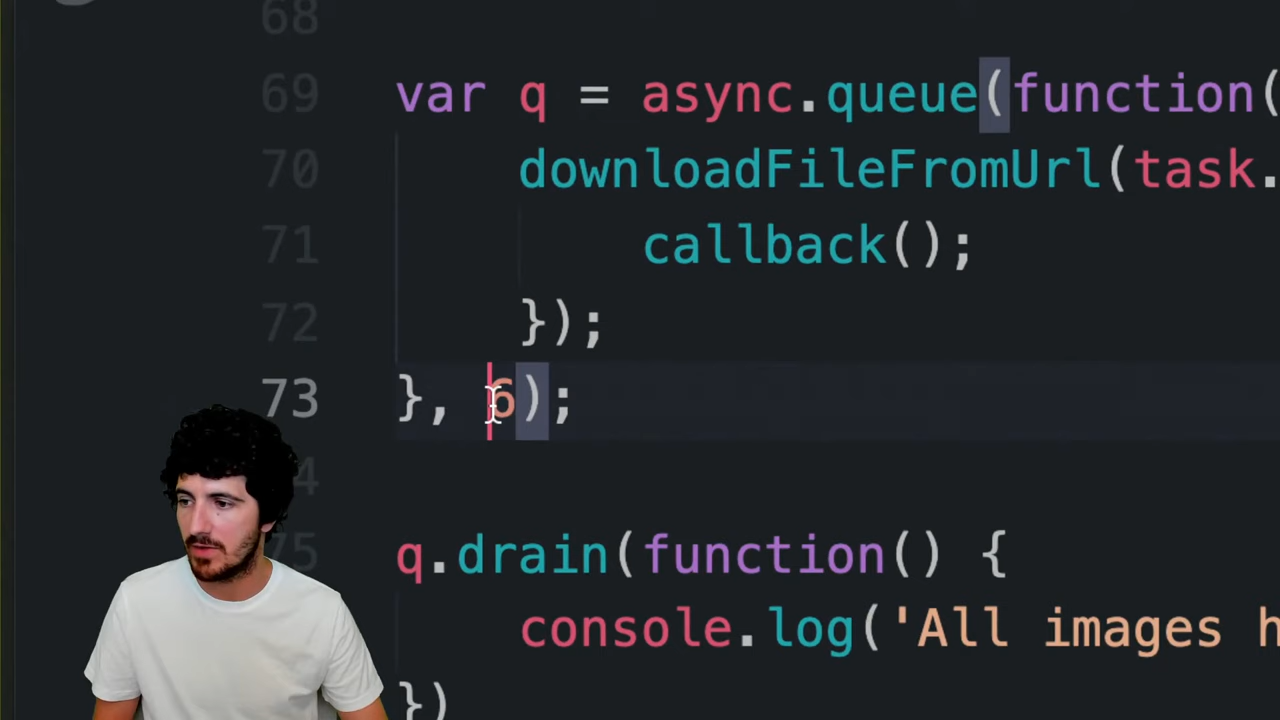 68
69 var q = async.queue(function(
70 downloadFileFromUrl(task.
71 callback();
72 });
73 }, 6);
4
75 q.drain(function() {
console.log('All images h
})